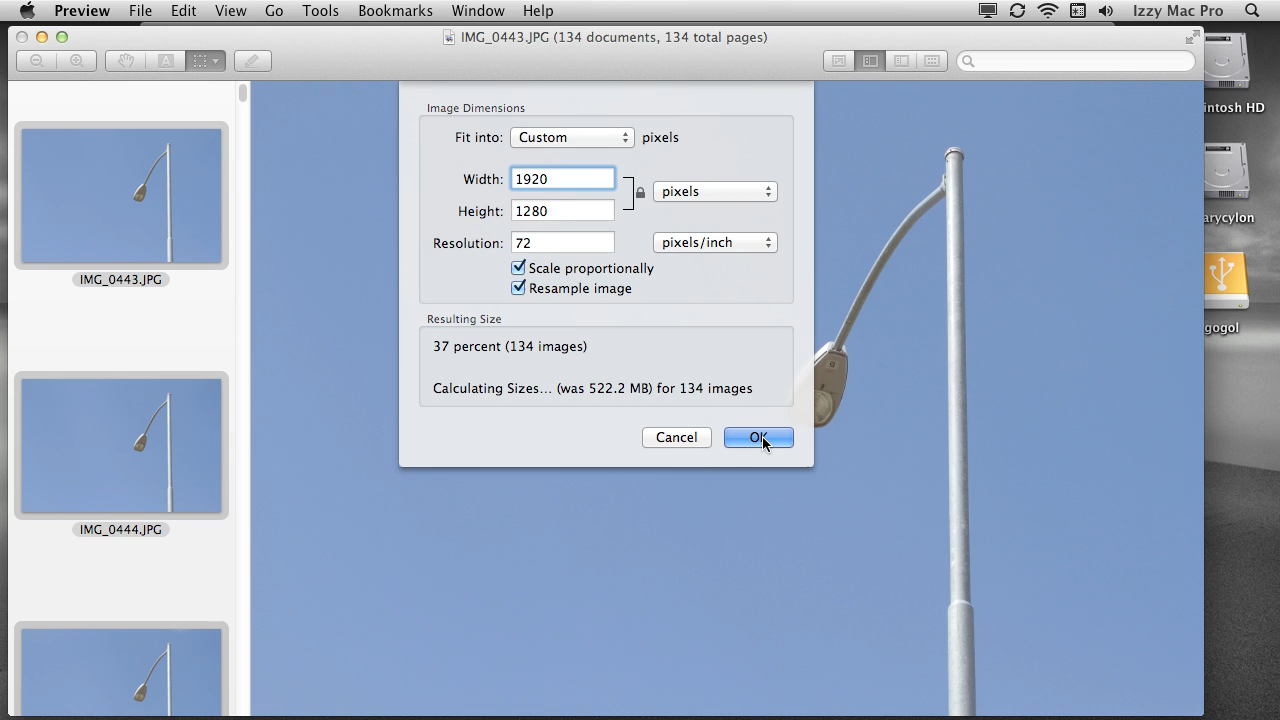 Preview File Edit View Go Tools Bookmarks Window Help Izzy Mac Pro
IMG_0443.JPG (134 documents, 134 total pages)
Image Dimensions
Fit into: Custom pixels
Width: 1920
pixels
Height: 1280
Resolution: 72 pixels/inch
Scale proportionally
Resample image
Resulting Size
37 percent (134 images)
Calculating Sizes... (was 522.2 MB) for 134 images
Cancel OK
IMG_0443.JPG
IMG_0444.JPG
intosh HD
arycylon
gogol
A